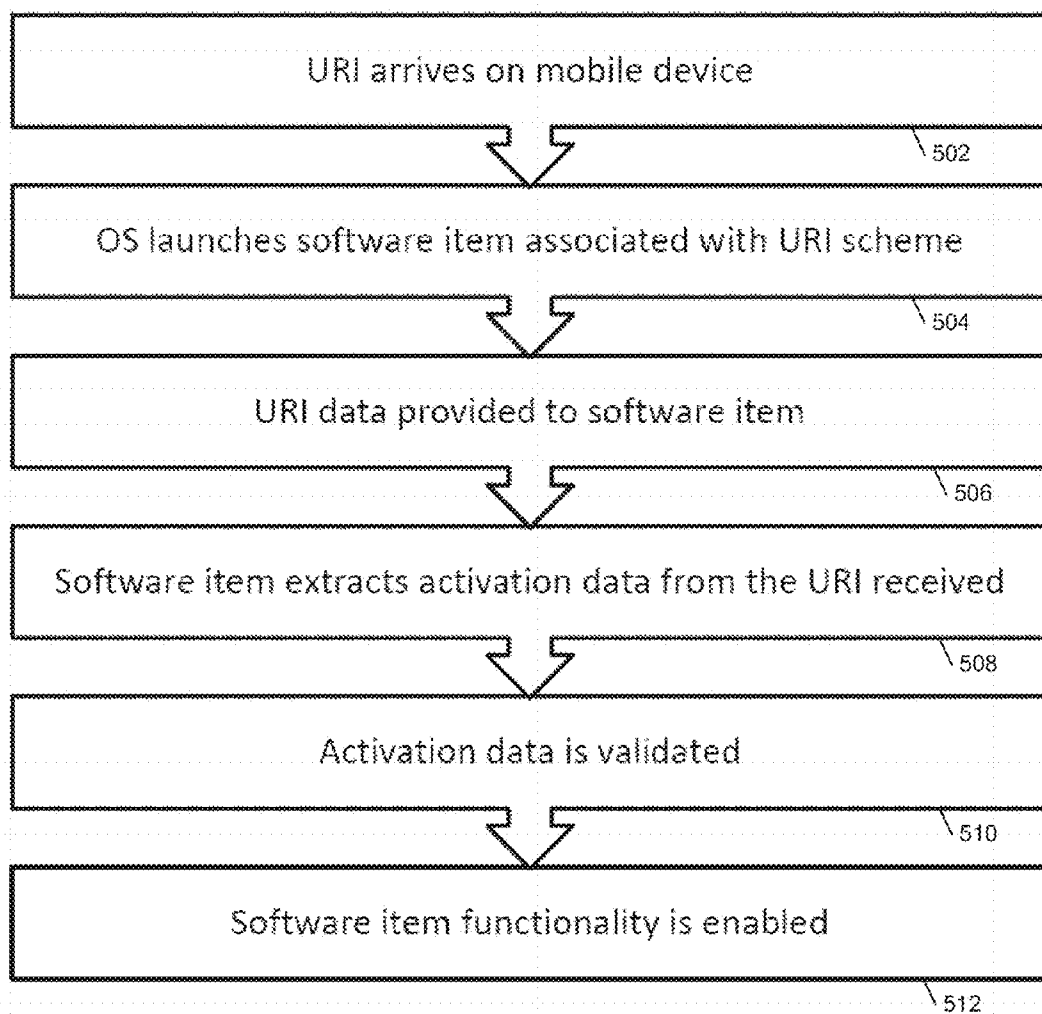 URI arrives on mobile device
502
OS launches software item associated with URI scheme
504
URI data provided to software item
506
Software item extracts activation data from the URI received
508
Activation data is validated
510
Software item functionality is enabled
512